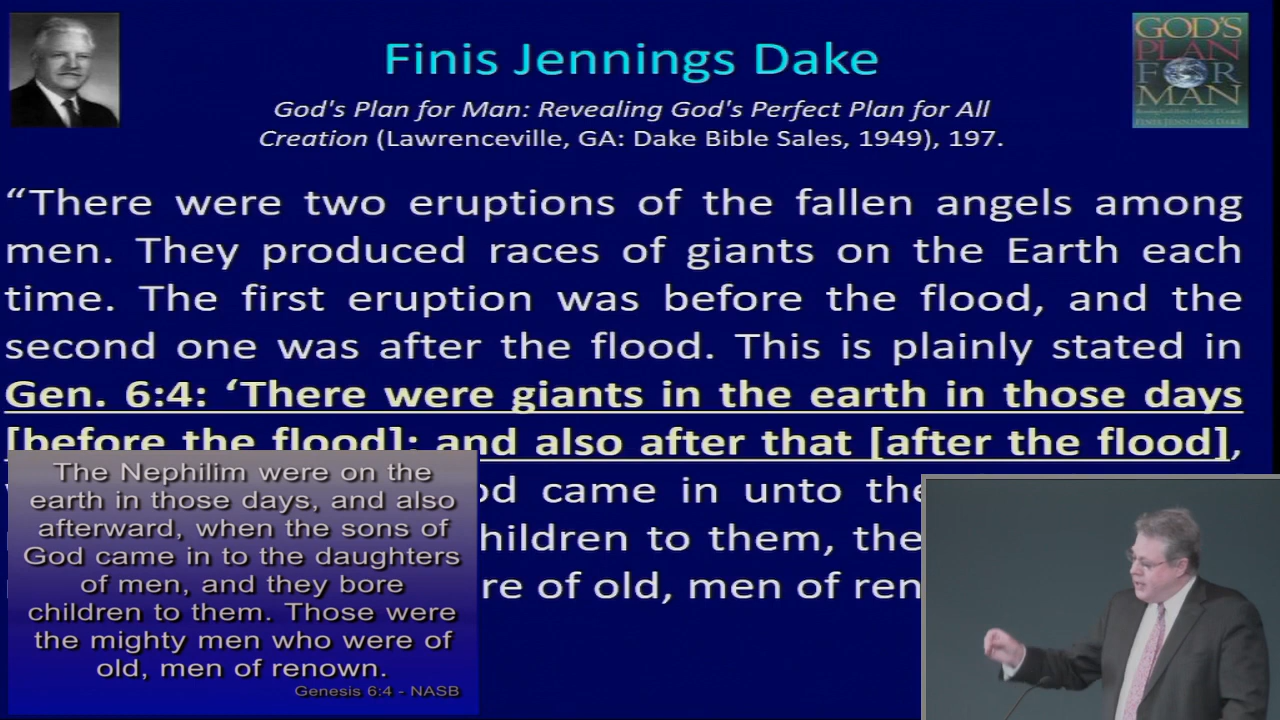 Finis Jennings Dake
God's Plan for Man: Revealing God's Perfect Plan for All
Creation (Lawrenceville, GA: Dake Bible Sales, 1949), 197.
GOD'S
PLAN
FOR
MAN
FINIS JENNINGS DAKE
“There were two eruptions of the fallen angels among
men. They produced races of giants on the Earth each
time. The first eruption was before the flood, and the
second one was after the flood. This is plainly stated in
Gen. 6:4: ‘There were giants in the earth in those days
[before the flood]; and also after that [after the flood],
came in unto
children to them,
of old, men of
The Nephilim were on the
earth in those days, and also
afterward, when the sons of
God came in to the daughters
of men, and they bore
children to them. Those were
the mighty men who were of
old, men of renown.
Genesis 6:4 - NASB